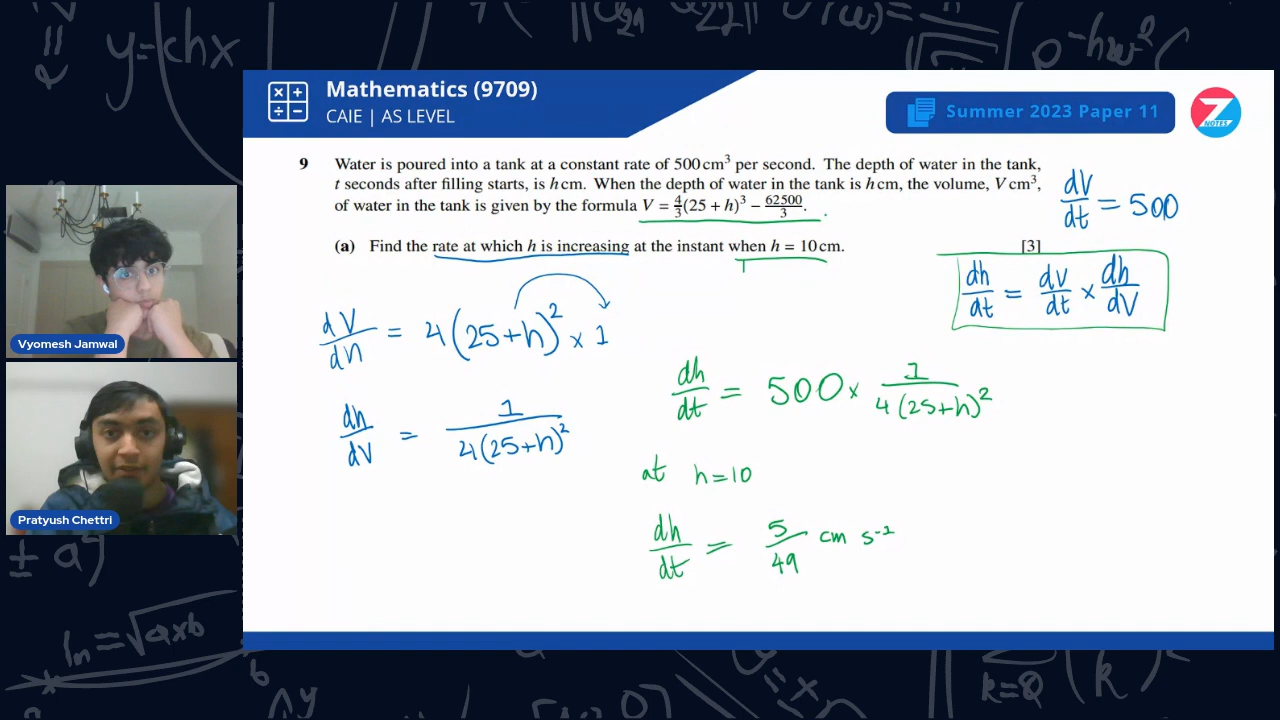 Mathematics (9709)
CAIE | AS LEVEL
Summer 2023 Paper 11
Z
NOTES
9 Water is poured into a tank at a constant rate of 500 cm³ per second. The depth of water in the tank,
t seconds after filling starts, is h cm. When the depth of water in the tank is h cm, the volume, V cm³,
of water in the tank is given by the formula V = 4/3(25 + h)³ − 62500/3.
(a) Find the rate at which h is increasing at the instant when h = 10 cm. [3]
dV/dt = 500
dh/dt = dV/dt × dh/dV
dV/dh = 4(25+h)² × 1
dh/dV = 1/4(25+h)²
dh/dt = 500 × 1/4(25+h)²
at h=10
dh/dt = 5/49 cm s⁻¹
Vyomesh Jamwal
Pratyush Chettri
y=chx
ln=√axb